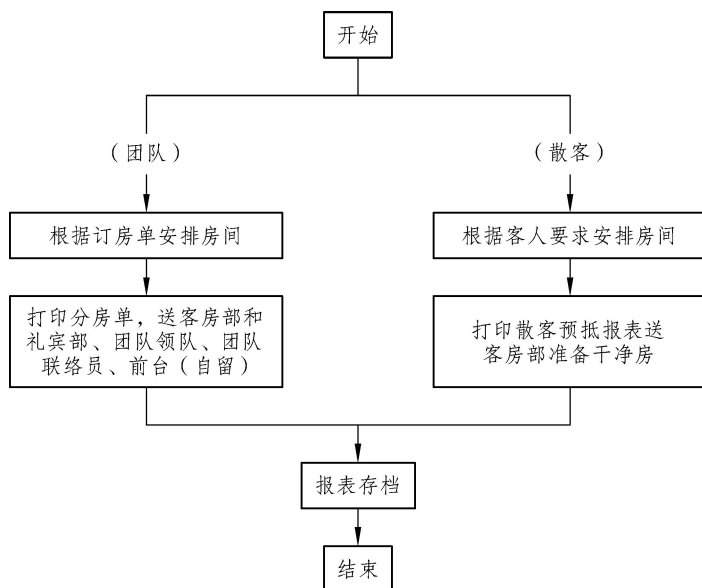 开始
（团队）
（散客）
根据订房单安排房间
根据客人要求安排房间
打印分房单，送客房部和
礼宾部、团队领队、团队
联络员、前台（自留）
打印散客预抵报表送
客房部准备干净房
报表存档
结束